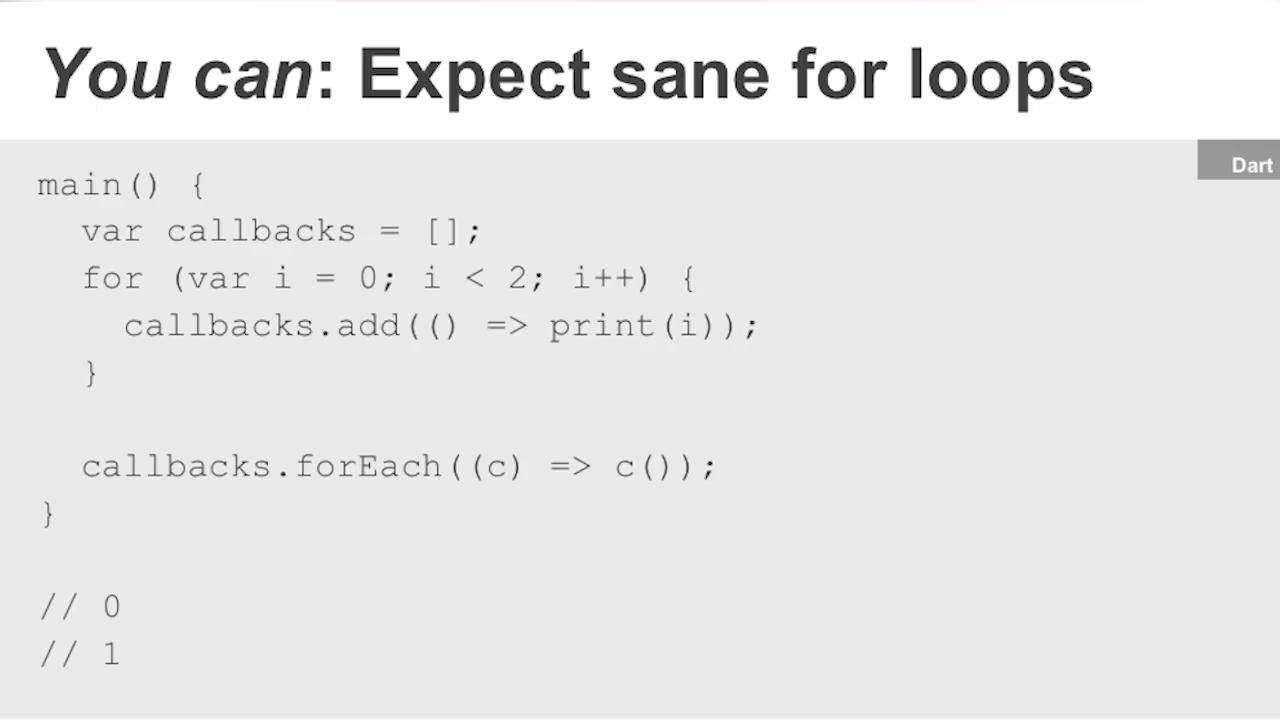 You can: Expect sane for loops
Dart
main() {
  var callbacks = [];
  for (var i = 0; i < 2; i++) {
    callbacks.add(() => print(i));
  }
  callbacks.forEach((c) => c());
}
// 0
// 1